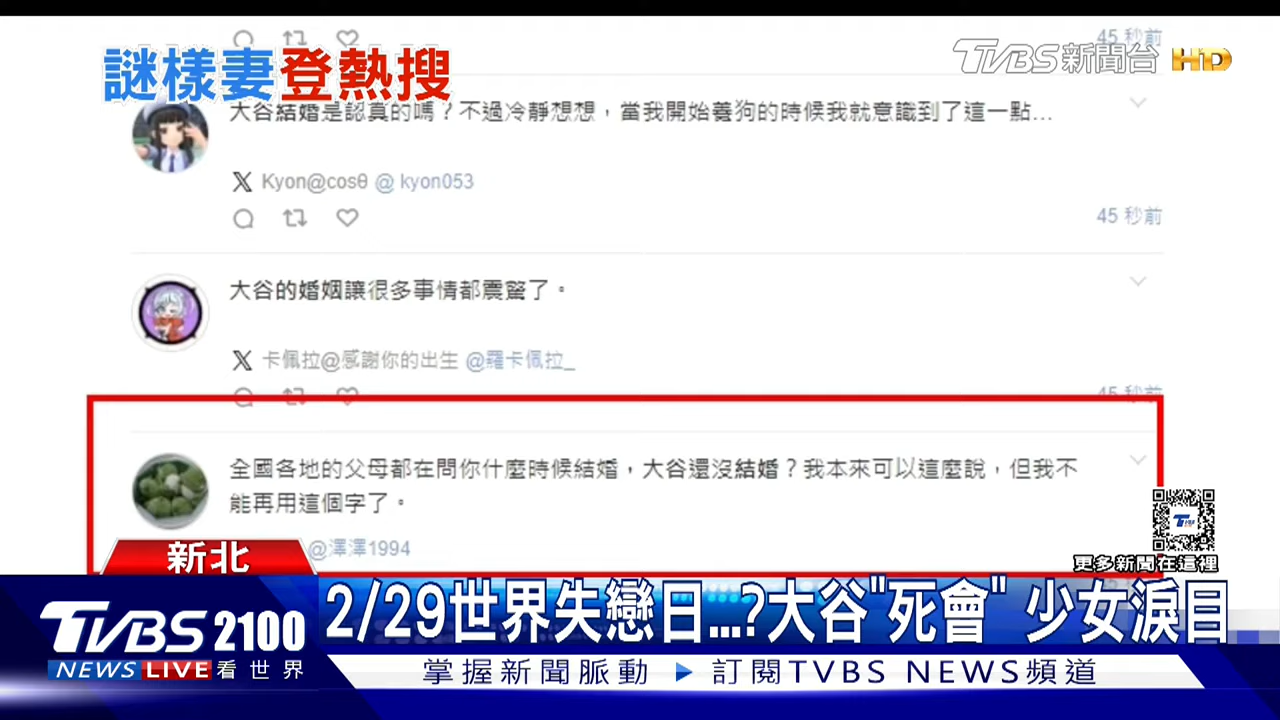 謎樣妻登熱搜
45 秒前
TVBS新聞台 HD
大谷結婚是認真的嗎？不過冷靜想想，當我開始養狗的時候我就意識到了這一點...
Kyon@cosθ @ kyon053
45 秒前
大谷的婚姻讓很多事情都震驚了。
卡佩拉@感謝你的出生 @羅卡佩拉_
45 秒前
全國各地的父母都在問你什麼時候結婚，大谷還沒結婚？我本來可以這麼說，但我不
能再用這個字了。
@澤澤1994
更多新聞在這裡
新北
2/29世界失戀日...?大谷"死會" 少女淚目
TVBS 2100
NEWS LIVE 看世界
掌握新聞脈動 ▶ 訂閱TVBS NEWS頻道